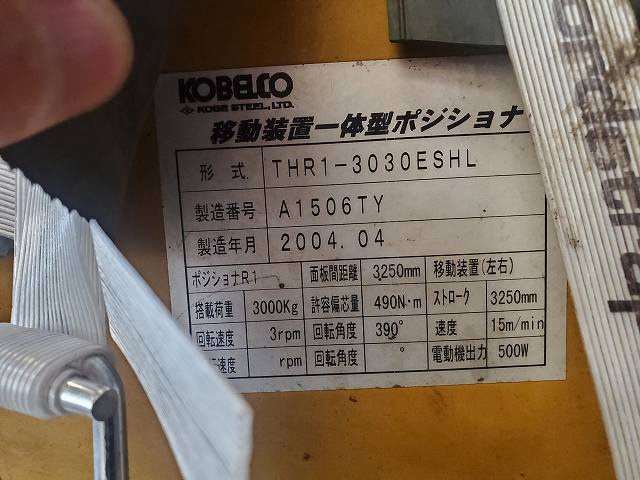 KOBELCO
KOBE STEEL, LTD.
移動装置一体型ポジショナ
形式 THR1-3030ESHL
製造番号 A1506TY
製造年月 2004.04
ポジショナR1 面板間距離 3250mm 移動装置(左右)
搭載荷重 3000Kg 許容偏芯量 490N·m ストローク 3250mm
回転速度 3rpm 回転角度 390° 速度 15m/min
速度 rpm 回転角度 ° 電動機出力 500W